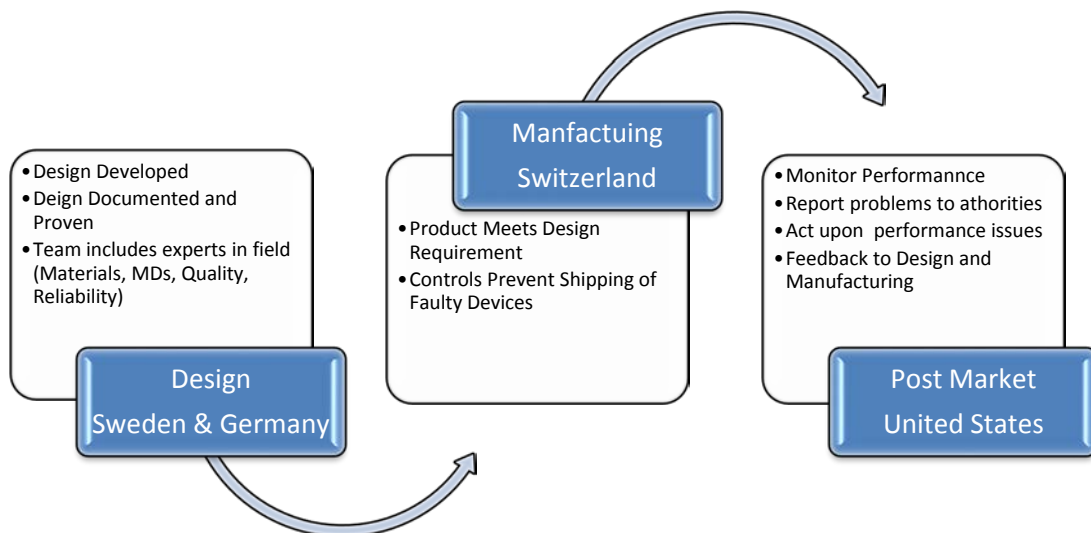 • Design Developed
• Deign Documented and
Proven
• Team includes experts in field
(Materials, MDs, Quality,
Reliability)
Design
Sweden & Germany
Manfactuing
Switzerland
• Product Meets Design
Requirement
• Controls Prevent Shipping of
Faulty Devices
• Monitor Performannce
• Report problems to athorities
• Act upon performance issues
• Feedback to Design and
Manufacturing
Post Market
United States